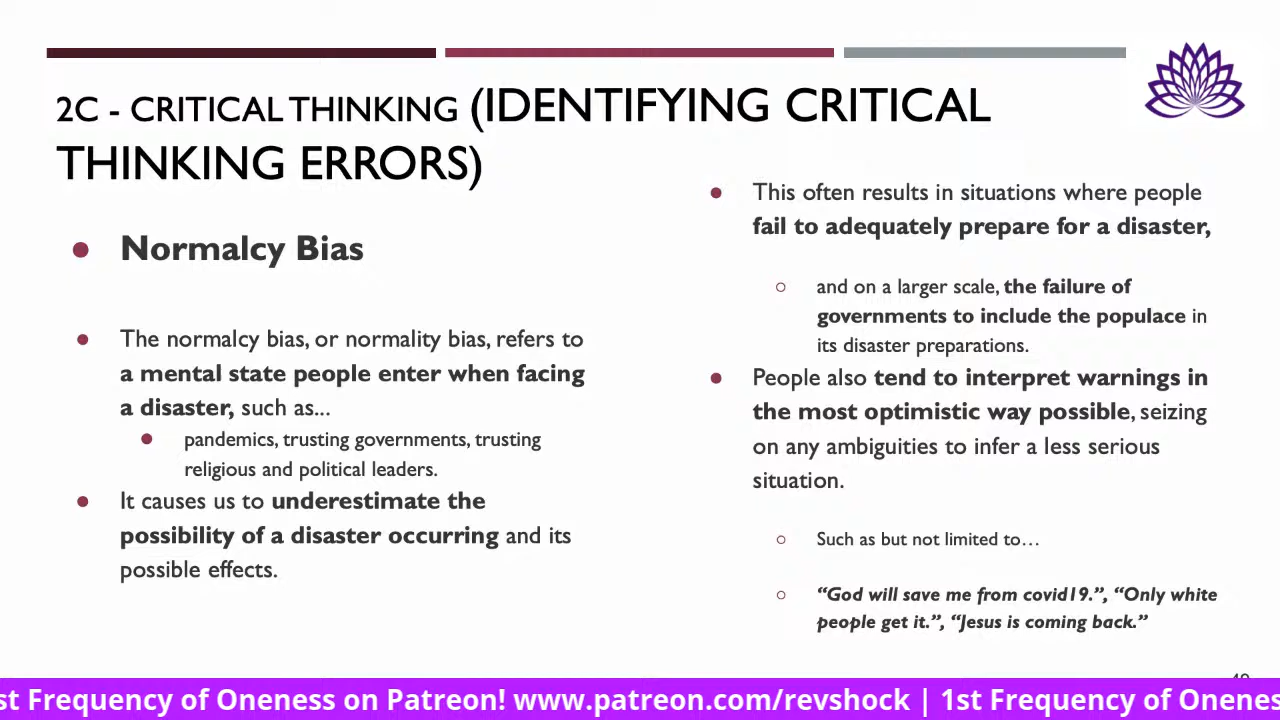 2C - CRITICAL THINKING (IDENTIFYING CRITICAL
THINKING ERRORS)
Normalcy Bias
The normalcy bias, or normality bias, refers to
a mental state people enter when facing
a disaster, such as...
pandemics, trusting governments, trusting
religious and political leaders.
It causes us to underestimate the
possibility of a disaster occurring and its
possible effects.
This often results in situations where people
fail to adequately prepare for a disaster,
and on a larger scale, the failure of
governments to include the populace in
its disaster preparations.
People also tend to interpret warnings in
the most optimistic way possible, seizing
on any ambiguities to infer a less serious
situation.
Such as but not limited to…
“God will save me from covid19.”, “Only white
people get it.”, “Jesus is coming back.”
st Frequency of Oneness on Patreon! www.patreon.com/revshock | 1st Frequency of Onenes